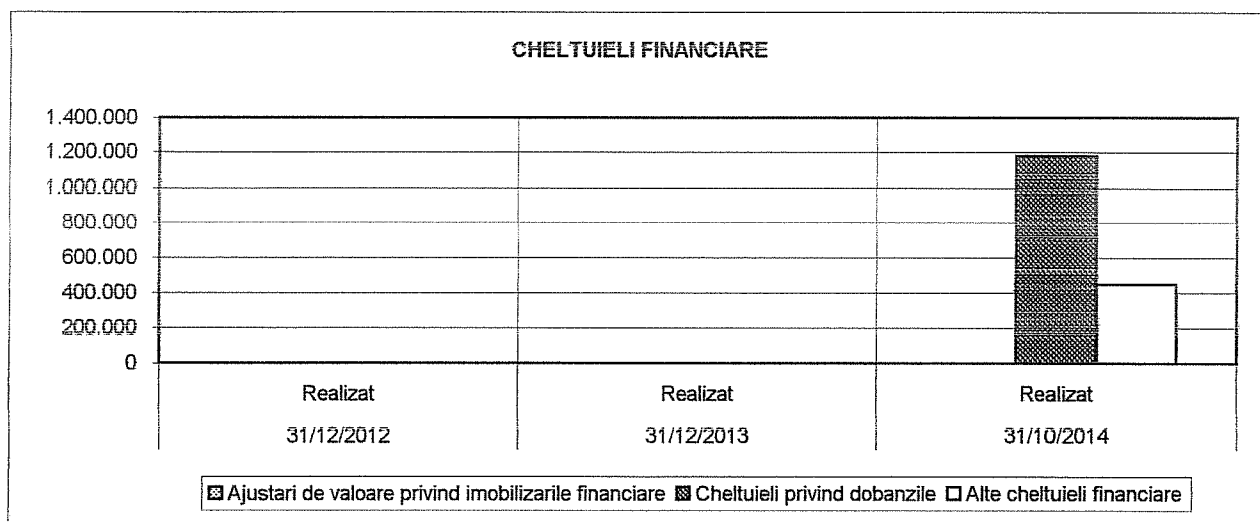 CHELTUIELI FINANCIARE
1.400.000
1.200.000
1.000.000
800.000
600.000
400.000
200.000
0
Realizat Realizat Realizat
31/12/2012 31/12/2013 31/10/2014
Ajustari de valoare privind imobilizarile financiare Cheltuieli privind dobanzile Alte cheltuieli financiare